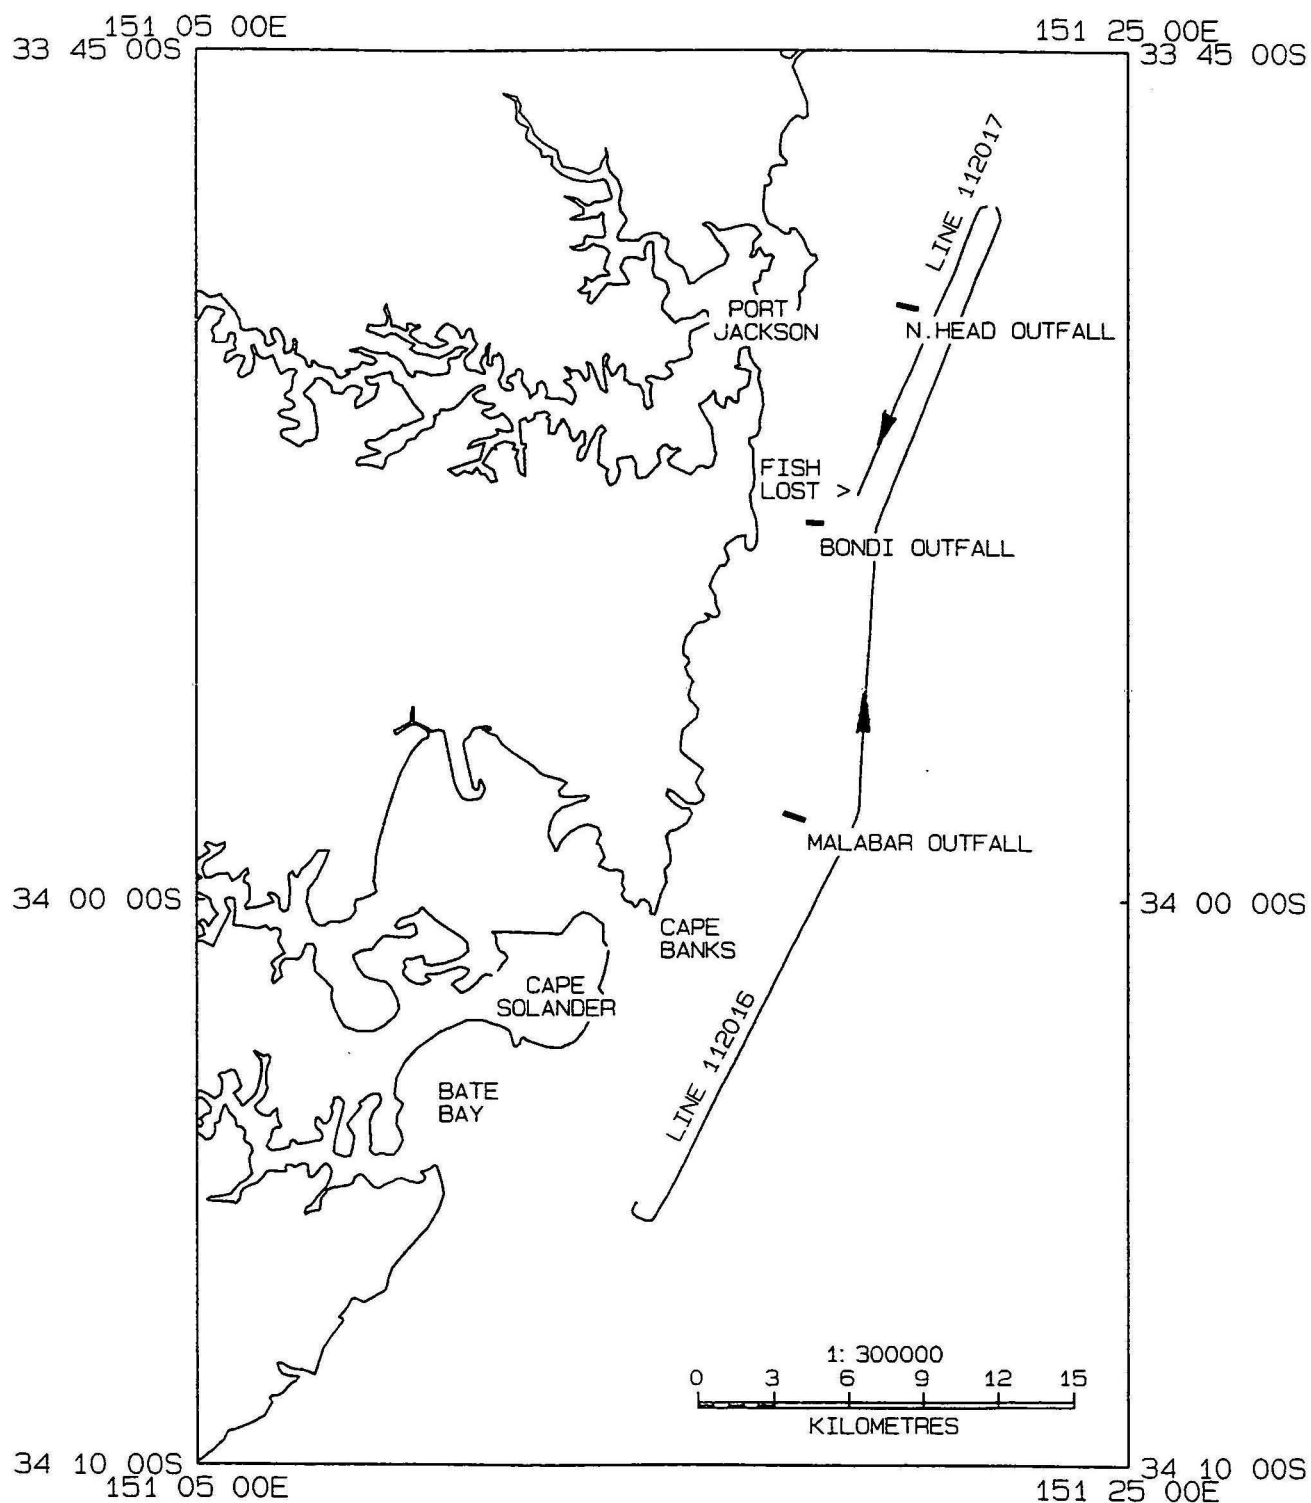 151 05 00E
151 25 00E
33 45 00S
33 45 00S
LINE 112017
PORT
JACKSON
N.HEAD OUTFALL
FISH
LOST >
BONDI OUTFALL
MALABAR OUTFALL
34 00 00S
34 00 00S
CAPE
BANKS
CAPE
SOLANDER
LINE 112016
BATE
BAY
1: 300000
0 3 6 9 12 15
KILOMETRES
34 10 00S
34 10 00S
151 05 00E
151 25 00E